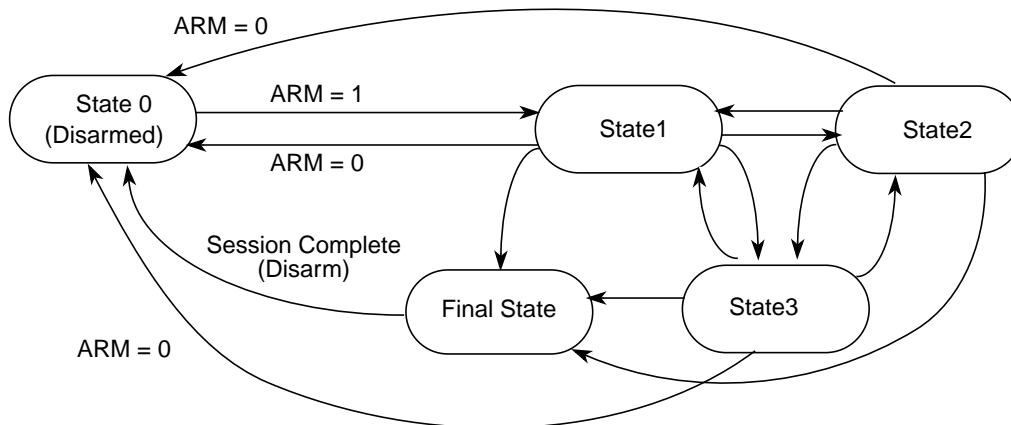 ARM = 0
State 0
(Disarmed)
ARM = 1
State1
State2
ARM = 0
Session Complete
(Disarm)
Final State
State3
ARM = 0